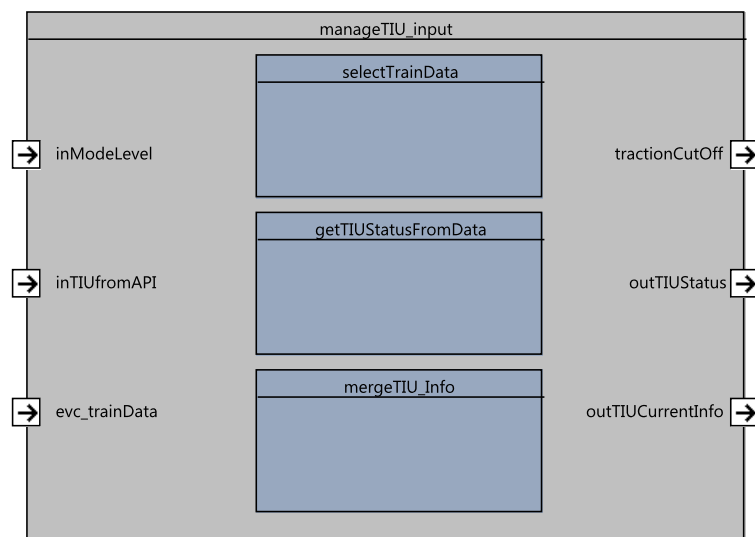 manageTIU_input
selectTrainData
inModeLevel
tractionCutOff
getTIUStatusFromData
inTIUfromAPI
outTIUStatus
mergeTIU_Info
evc_trainData
outTIUCurrentInfo